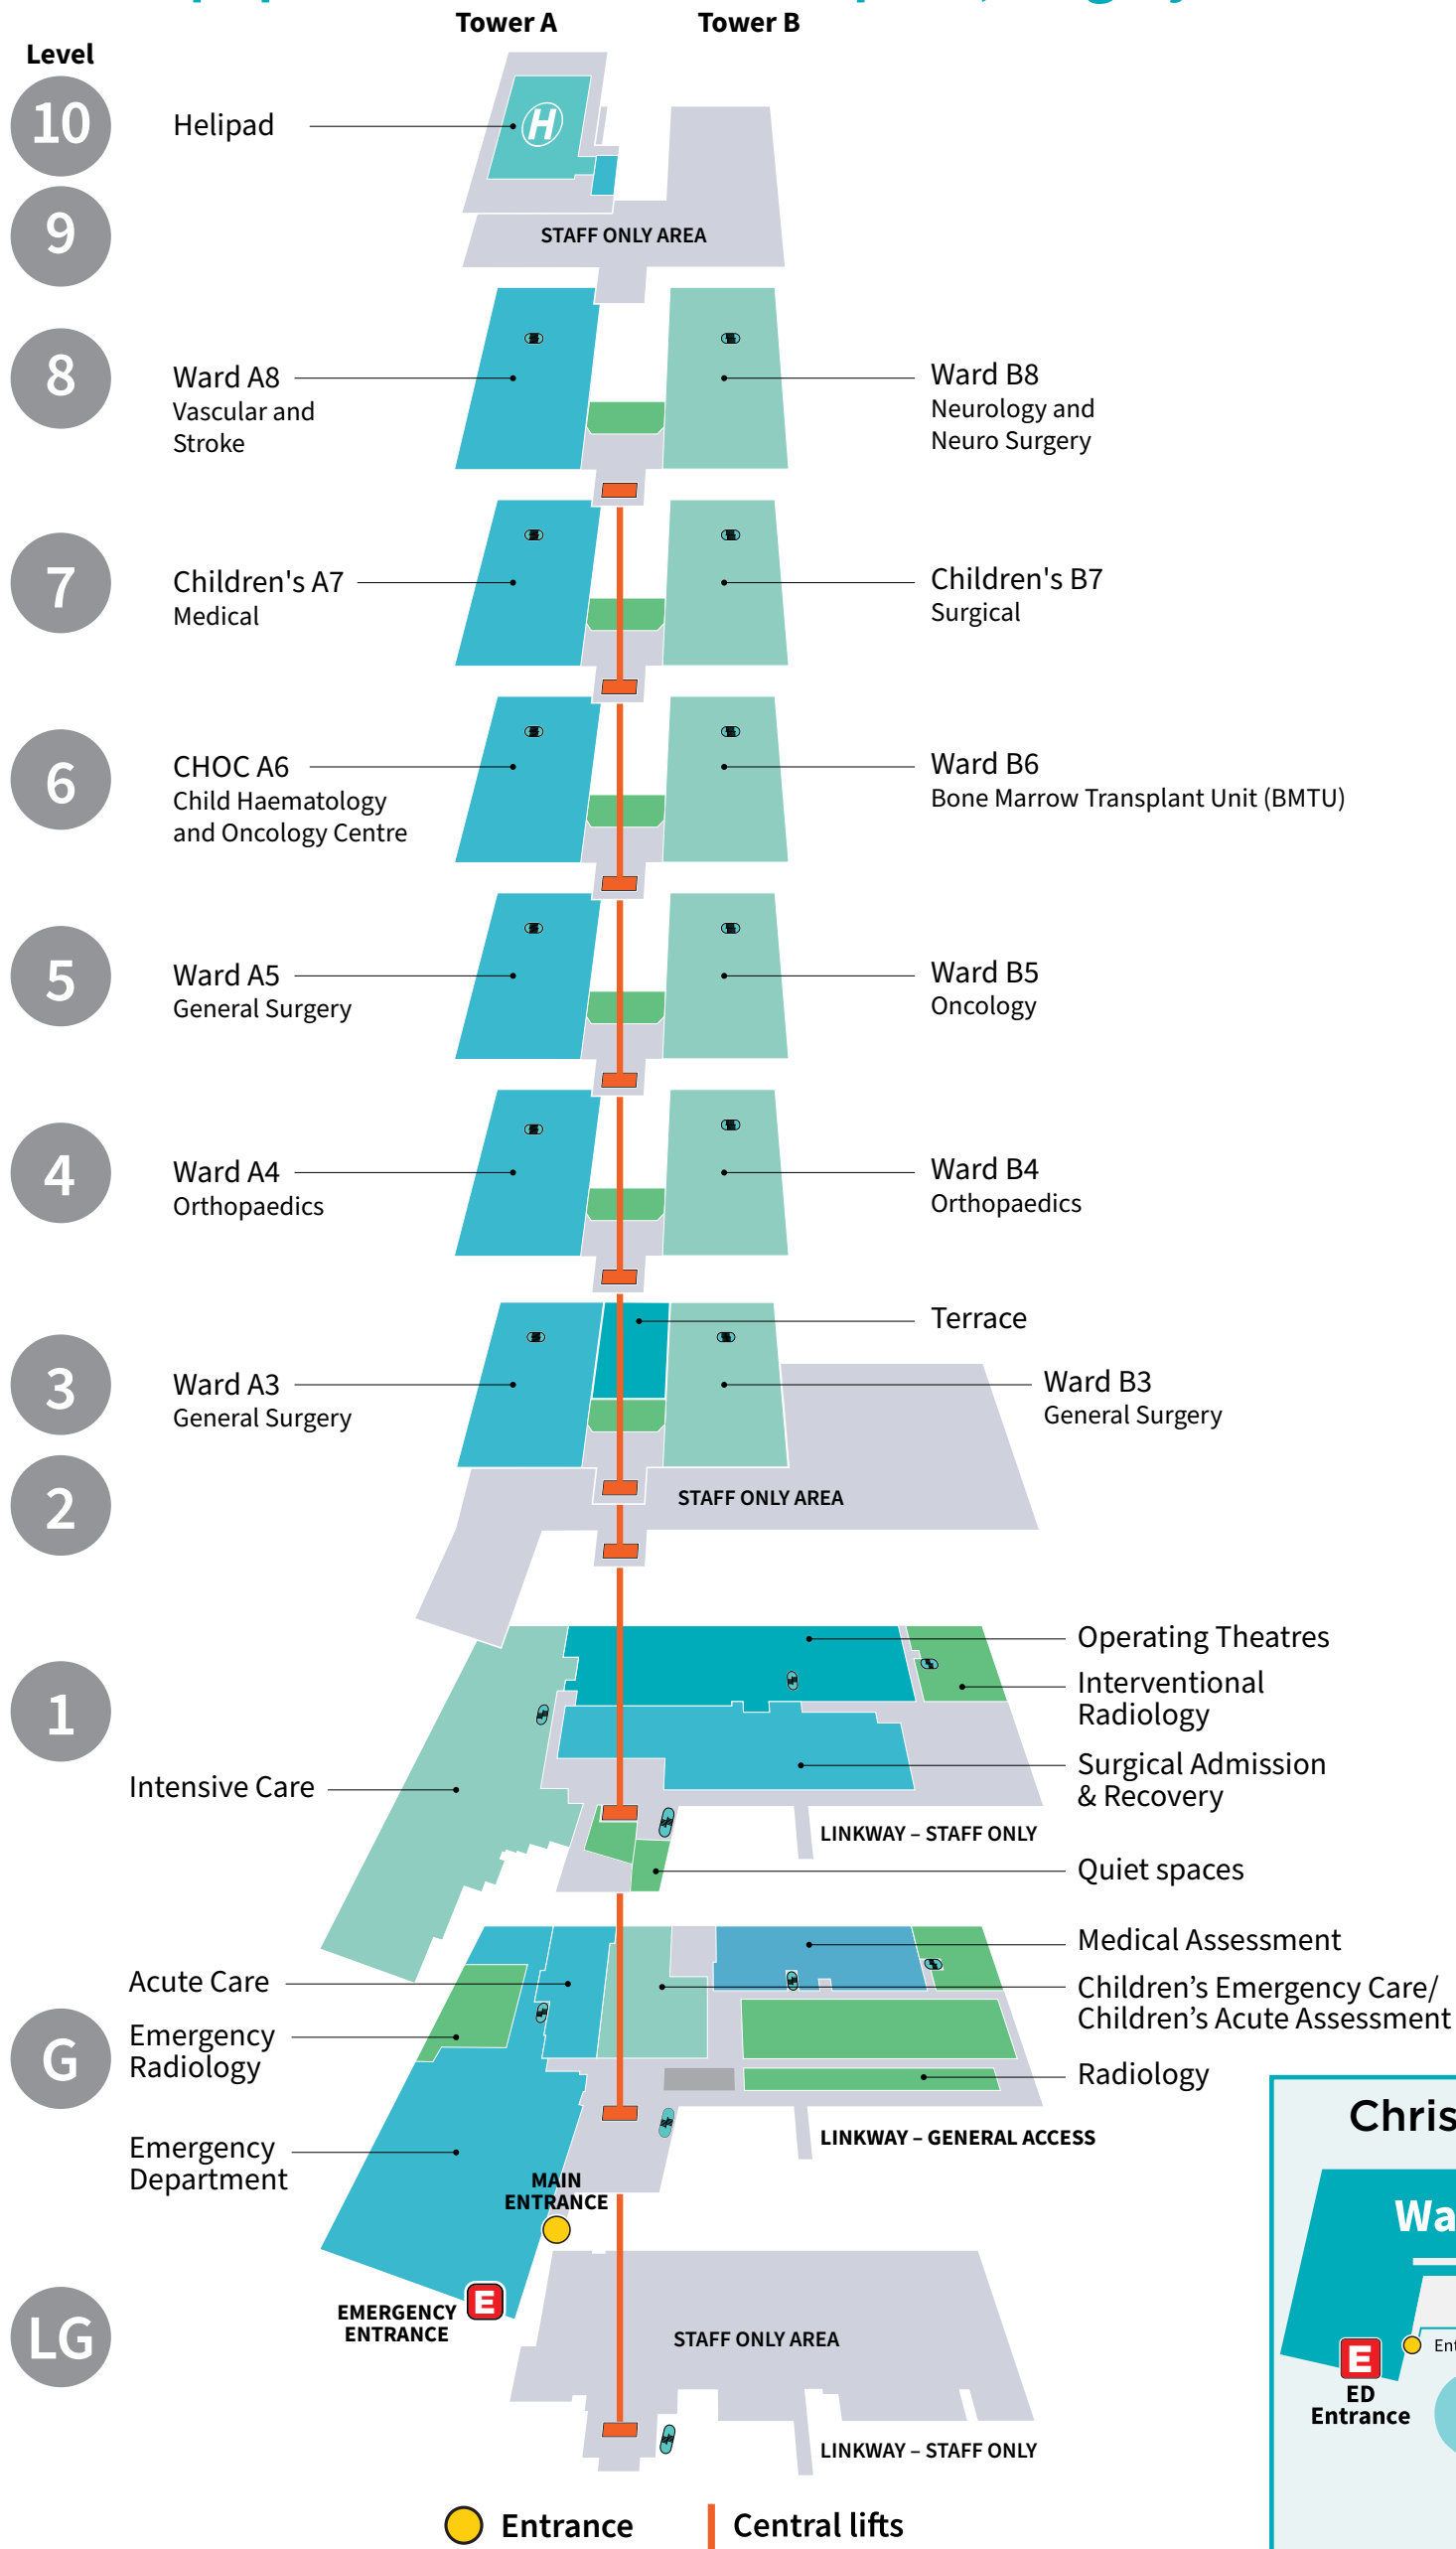 Tower A
Tower B
Level
10
Helipad
H
9
STAFF ONLY AREA
8
Ward A8
Vascular and
Stroke
Ward B8
Neurology and
Neuro Surgery
7
Children's A7
Medical
Children's B7
Surgical
6
CHOC A6
Child Haematology
and Oncology Centre
Ward B6
Bone Marrow Transplant Unit (BMTU)
5
Ward A5
General Surgery
Ward B5
Oncology
4
Ward A4
Orthopaedics
Ward B4
Orthopaedics
Terrace
3
Ward A3
General Surgery
Ward B3
General Surgery
2
STAFF ONLY AREA
1
Operating Theatres
Interventional
Radiology
Surgical Admission
& Recovery
Intensive Care
LINKWAY – STAFF ONLY
Quiet spaces
G
Medical Assessment
Acute Care
Children’s Emergency Care/
Children’s Acute Assessment
Emergency
Radiology
Radiology
LINKWAY – GENERAL ACCESS
Emergency
Department
MAIN
ENTRANCE
E
EMERGENCY
ENTRANCE
LG
STAFF ONLY AREA
LINKWAY – STAFF ONLY
Chris
Wa
Ent
E
ED
Entrance
Entrance
Central lifts